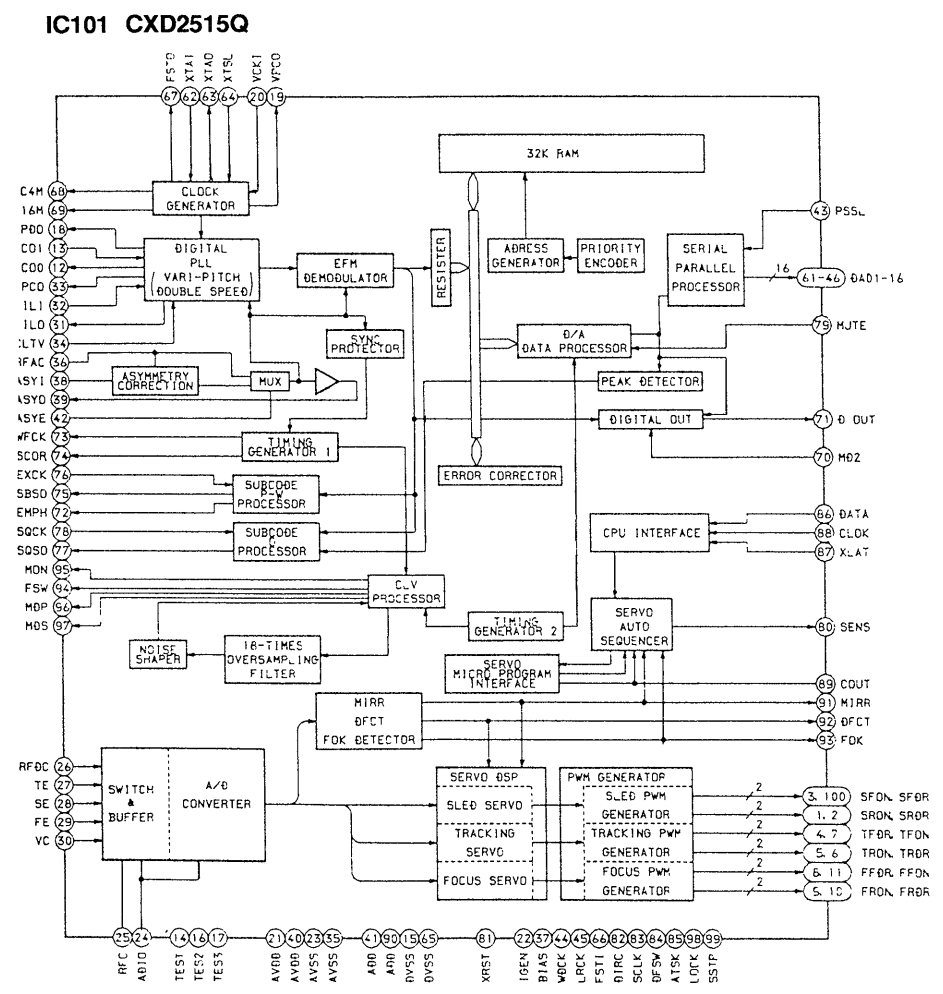 IC101 CXD2515Q
FSTO XTAI XTAO XTSL VCKI VPCO
67 62 63 64 20 19
C4M 68
16M 69
PDO 18
COI 13
COO 12
PCO 33
ILI 32
ILO 31
LTV 34
RFAC 36
ASYI 38
ASYO 39
ASYE 42
WFCK 73
SCOR 74
EXCK 76
SBSO 75
EMPH 72
SQCK 78
SQSO 77
MON 95
FSW 94
MDP 96
MDS 97
CLOCK
GENERATOR
DIGITAL
PLL
(VARI-PITCH
DOUBLE SPEED)
EFM
DEMODULATOR
SYNC
PROTECTOR
ASYMMETRY
CORRECTION
MUX
TIMING
GENERATOR 1
SUBCODE
P-W
PROCESSOR
SUBCODE
Q
PROCESSOR
CLV
PROCESSOR
NOISE
SHAPER
18-TIMES
OVERSAMPLING
FILTER
TIMING
GENERATOR 2
32K RAM
RESISTER
ADRESS
GENERATOR
PRIORITY
ENCODER
SERIAL
PARALLEL
PROCESSOR
D/A
DATA PROCESSOR
PEAK DETECTOR
DIGITAL OUT
ERROR CORRECTOR
CPU INTERFACE
SERVO
AUTO
SEQUENCER
SERVO
MICRO PROGRAM
INTERFACE
MIRR
DFCT
FOK DETECTOR
43 PSSL
16
61-46 DAD1-16
79 MUTE
71 D OUT
70 MD2
86 DATA
88 CLOK
87 XLAT
80 SENS
89 COUT
91 MIRR
92 DFCT
93 FOK
RFDC 26
TE 27
SE 28
FE 29
VC 30
SWITCH
&
BUFFER
A/D
CONVERTER
SERVO DSP
SLED SERVO
TRACKING
SERVO
FOCUS SERVO
PWM GENERATOR
SLED PWM
GENERATOR
TRACKING PWM
GENERATOR
FOCUS PWM
GENERATOR
2 3. 100 SFON. SFDR
2 1. 2 SRON. SRDR
2 4. 7 TFDR. TFON
2 5. 6 TRON. TRDR
2 8. 11 FFDR. FFON
2 5. 10 FRON. FRDR
25 24 14 16 17 21 40 23 35 41 90 15 65 81 22 37 44 45 66 82 83 84 85 98 99
RFC ADIO TEST TES2 TES3 AVDD AVDD AVSS AVSS ADD ADD DVSS DVSS XRST IGEN BIAS WDCK LRCK FSTI DIRC SCLK DFSW ATSK LOCK SSTP